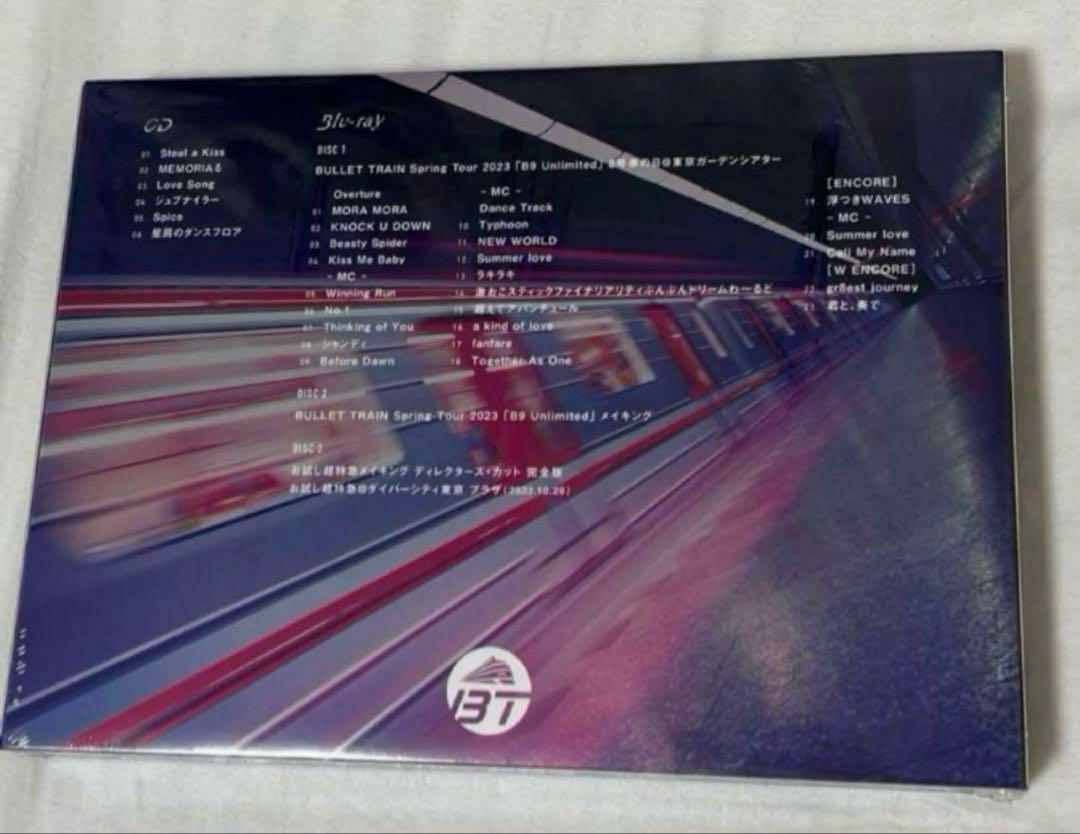 CD
01 Steal a Kiss
02 MEMORIAる
03 Love Song
04 ジュブナイラー
05 Spice
06 星屑のダンスフロア
Blu-ray
DISC 1
BULLET TRAIN Spring Tour 2023「B9 Unlimited」8号車の日@東京ガーデンシアター
Overture
01 MORA MORA
02 KNOCK U DOWN
03 Beasty Spider
04 Kiss Me Baby
- MC -
05 Winning Run
06 No.1
07 Thinking of You
08 シャンディ
09 Before Dawn
- MC -
Dance Track
10 Typhoon
11 NEW WORLD
12 Summer love
13 ラキラキ
14 激おこスティックファイナリアリティぷんぷんドリームわ〜るど
15 超えてアバンチュール
16 a kind of love
17 fanfare
18 Together As One
[ENCORE]
19 浮つきWAVES
- MC -
20 Summer love
21 Call My Name
[W ENCORE]
22 gr8est journey
23 君と、奏で
DISC 2
BULLET TRAIN Spring Tour 2023「B9 Unlimited」メイキング
DISC 3
お試し超特急メイキング ディレクターズ・カット 完全版
お試し超特急@ダイバーシティ東京 プラザ(2022.10.29)
BT